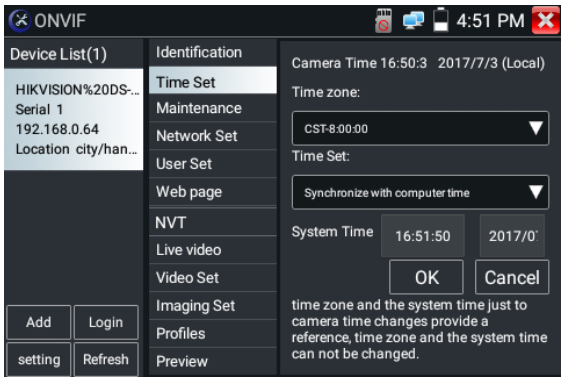 ONVIF
4:51 PM
Device List(1)
HIKVISION%20DS-...
Serial 1
192.168.0.64
Location city/han...
Add
Login
setting
Refresh
Identification
Time Set
Maintenance
Network Set
User Set
Web page
NVT
Live video
Video Set
Imaging Set
Profiles
Preview
Camera Time 16:50:3 2017/7/3 (Local)
Time zone:
CST-8:00:00
Time Set:
Synchronize with computer time
System Time 16:51:50 2017/0
OK Cancel
time zone and the system time just to
camera time changes provide a
reference, time zone and the system time
can not be changed.